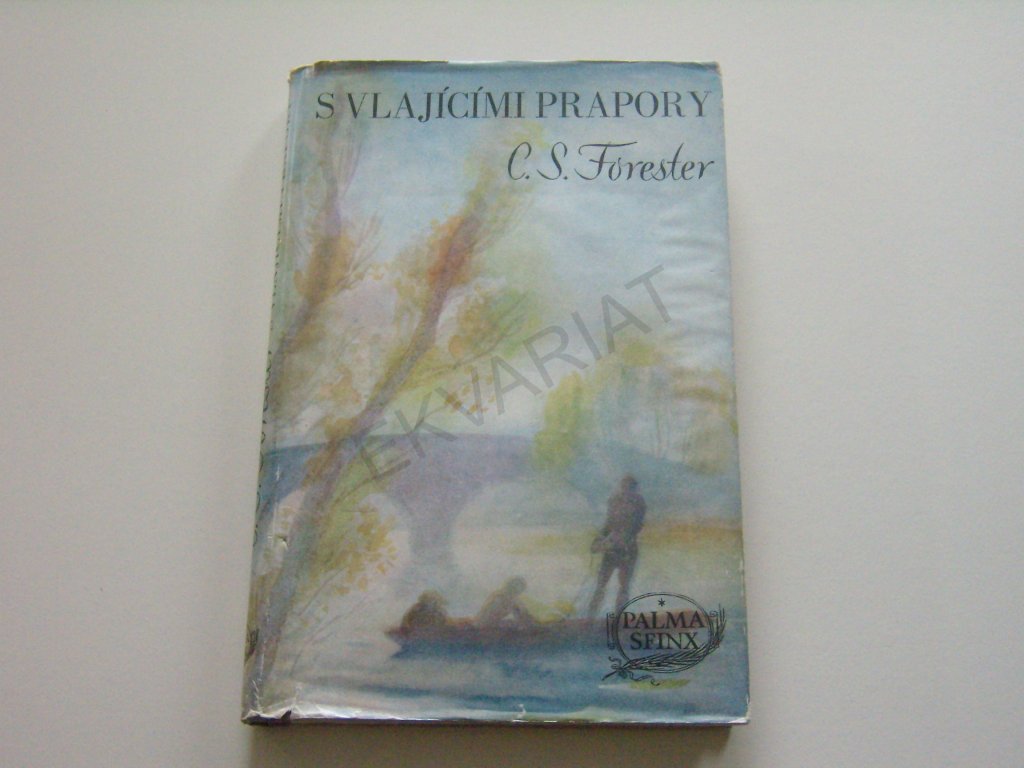 S VLAJÍCÍMI PRAPORY
C. S. Forester
EKVARIAT
PALMA
SFINX